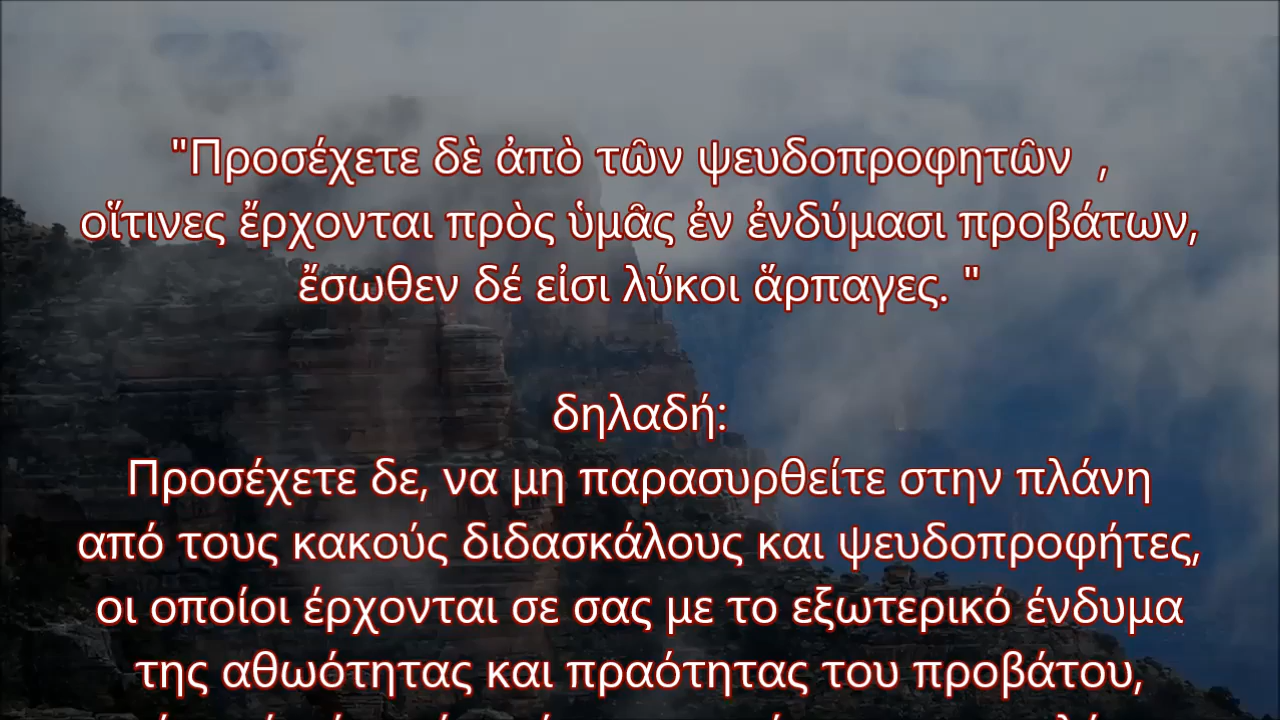 "Προσέχετε δὲ ἀπὸ τῶν ψευδοπροφητῶν ,
οἵτινες ἔρχονται πρὸς ὑμᾶς ἐν ἐνδύμασι προβάτων,
ἔσωθεν δέ εἰσι λύκοι ἅρπαγες. "
δηλαδή:
Προσέχετε δε, να μη παρασυρθείτε στην πλάνη
από τους κακούς διδασκάλους και ψευδοπροφήτες,
οι οποίοι έρχονται σε σας με το εξωτερικό ένδυμα
της αθωότητας και πραότητας του προβάτου,